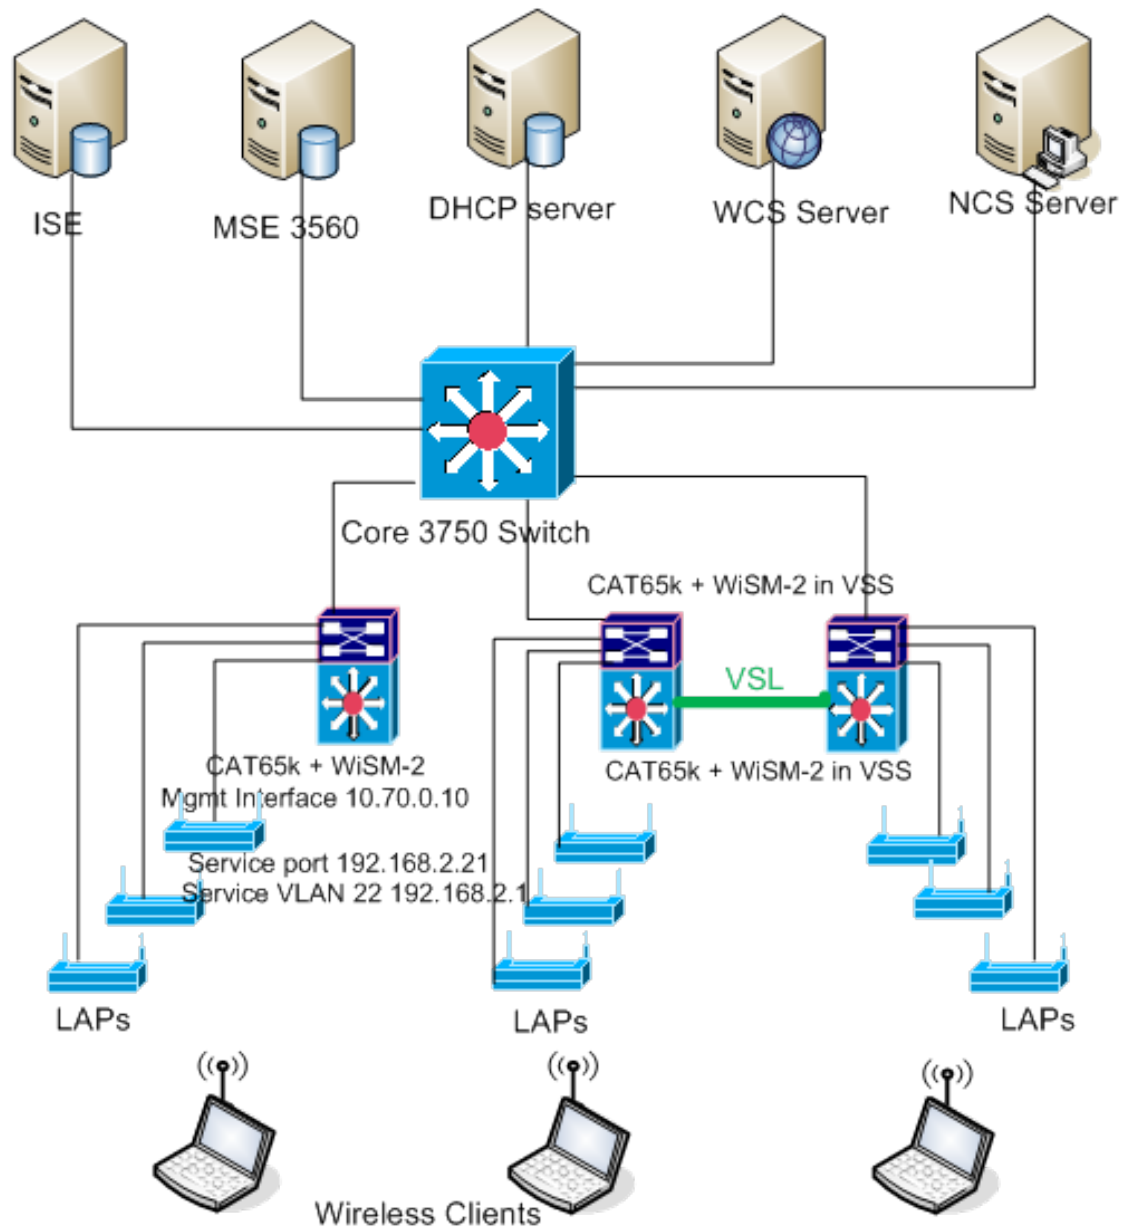 ISE
MSE 3560
DHCP server
WCS Server
NCS Server
Core 3750 Switch
CAT65k + WiSM-2 in VSS
VSL
CAT65k + WiSM-2
Mgmt Interface 10.70.0.10
CAT65k + WiSM-2 in VSS
Service port 192.168.2.21
Service VLAN 22 192.168.2.1
LAPs
LAPs
LAPs
Wireless Clients